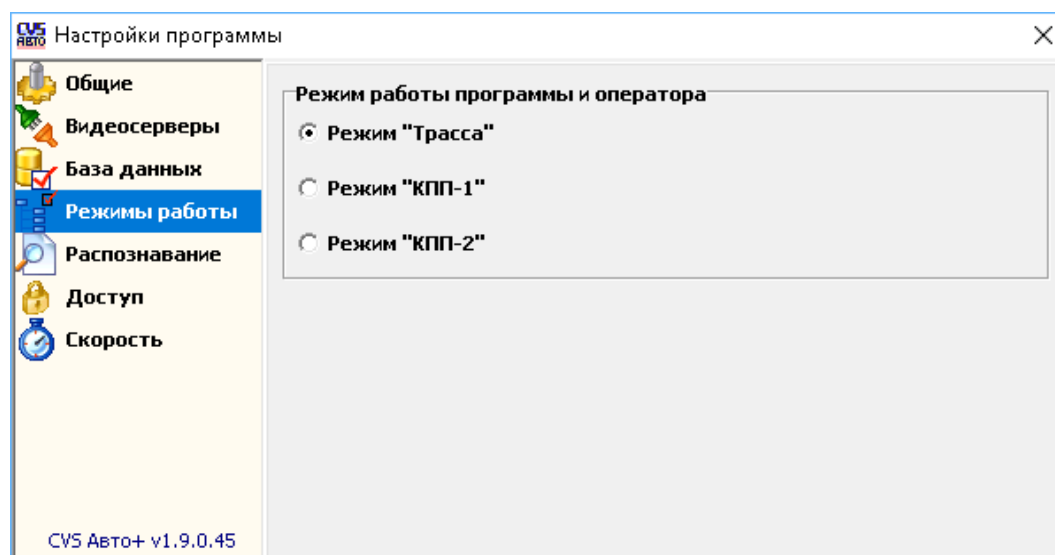 CVS АВТО Настройки программы
Общие
Видеосерверы
База данных
Режимы работы
Распознавание
Доступ
Скорость
CVS Авто+ v1.9.0.45
Режим работы программы и оператора
Режим "Трасса"
Режим "КПП-1"
Режим "КПП-2"